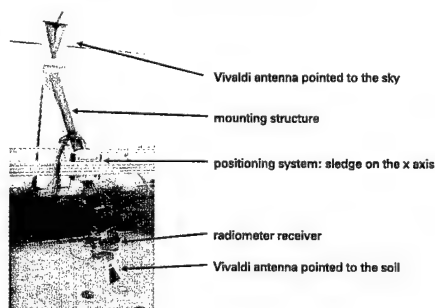 Vivaldi antenna pointed to the sky
mounting structure
positioning system: sledge on the x axis
radiometer receiver
Vivaldi antenna pointed to the soil